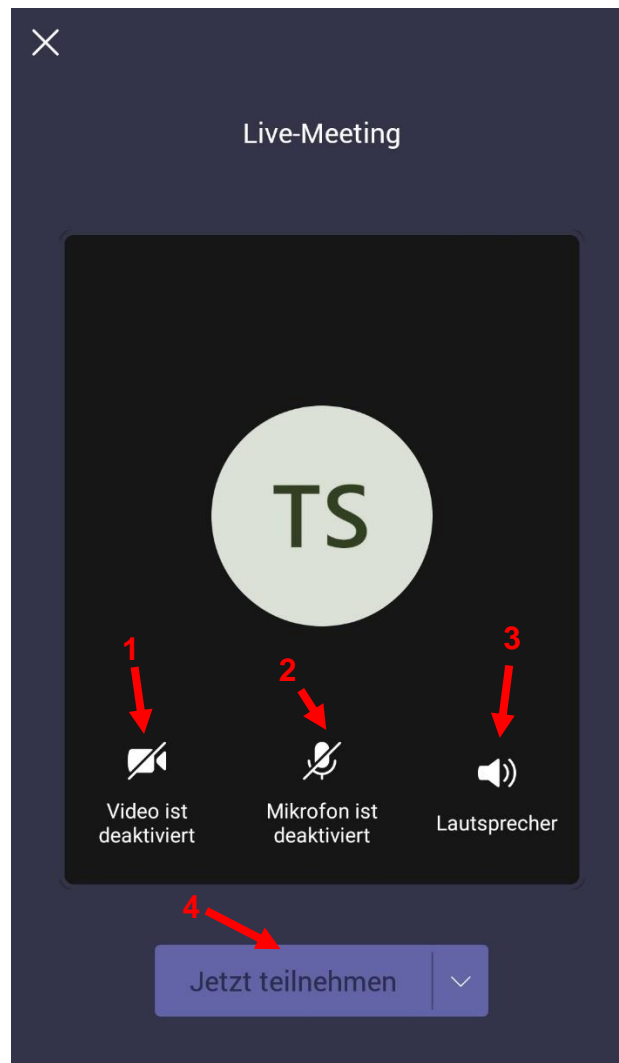 Live-Meeting
TS
1
2
3
Video ist
deaktiviert
Mikrofon ist
deaktiviert
Lautsprecher
4
Jetzt teilnehmen